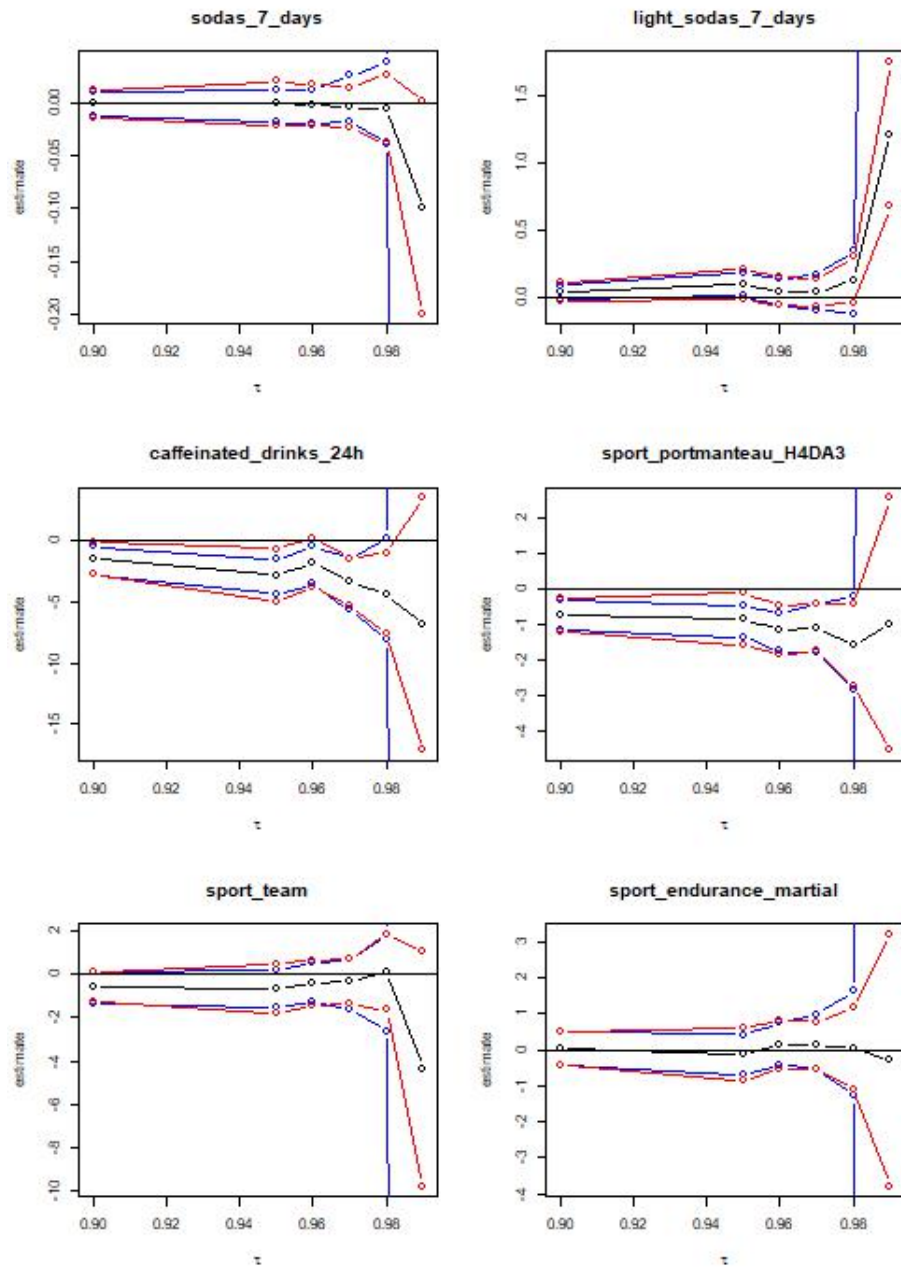 sodas_7_days
light_sodas_7_days
estimate
0.00
-0.05
-0.10
-0.15
-0.20
0.90 0.92 0.94 0.96 0.98
τ
estimate
1.5
1.0
0.5
0.0
0.90 0.92 0.94 0.96 0.98
τ
caffeinated_drinks_24h
sport_portmanteau_H4DA3
estimate
0
-5
-10
-15
0.90 0.92 0.94 0.96 0.98
τ
estimate
2
1
0
-1
-2
-3
-4
0.90 0.92 0.94 0.96 0.98
τ
sport_team
sport_endurance_martial
estimate
2
0
-2
-4
-6
-8
-10
0.90 0.92 0.94 0.96 0.98
τ
estimate
3
2
1
0
-1
-2
-3
-4
0.90 0.92 0.94 0.96 0.98
τ